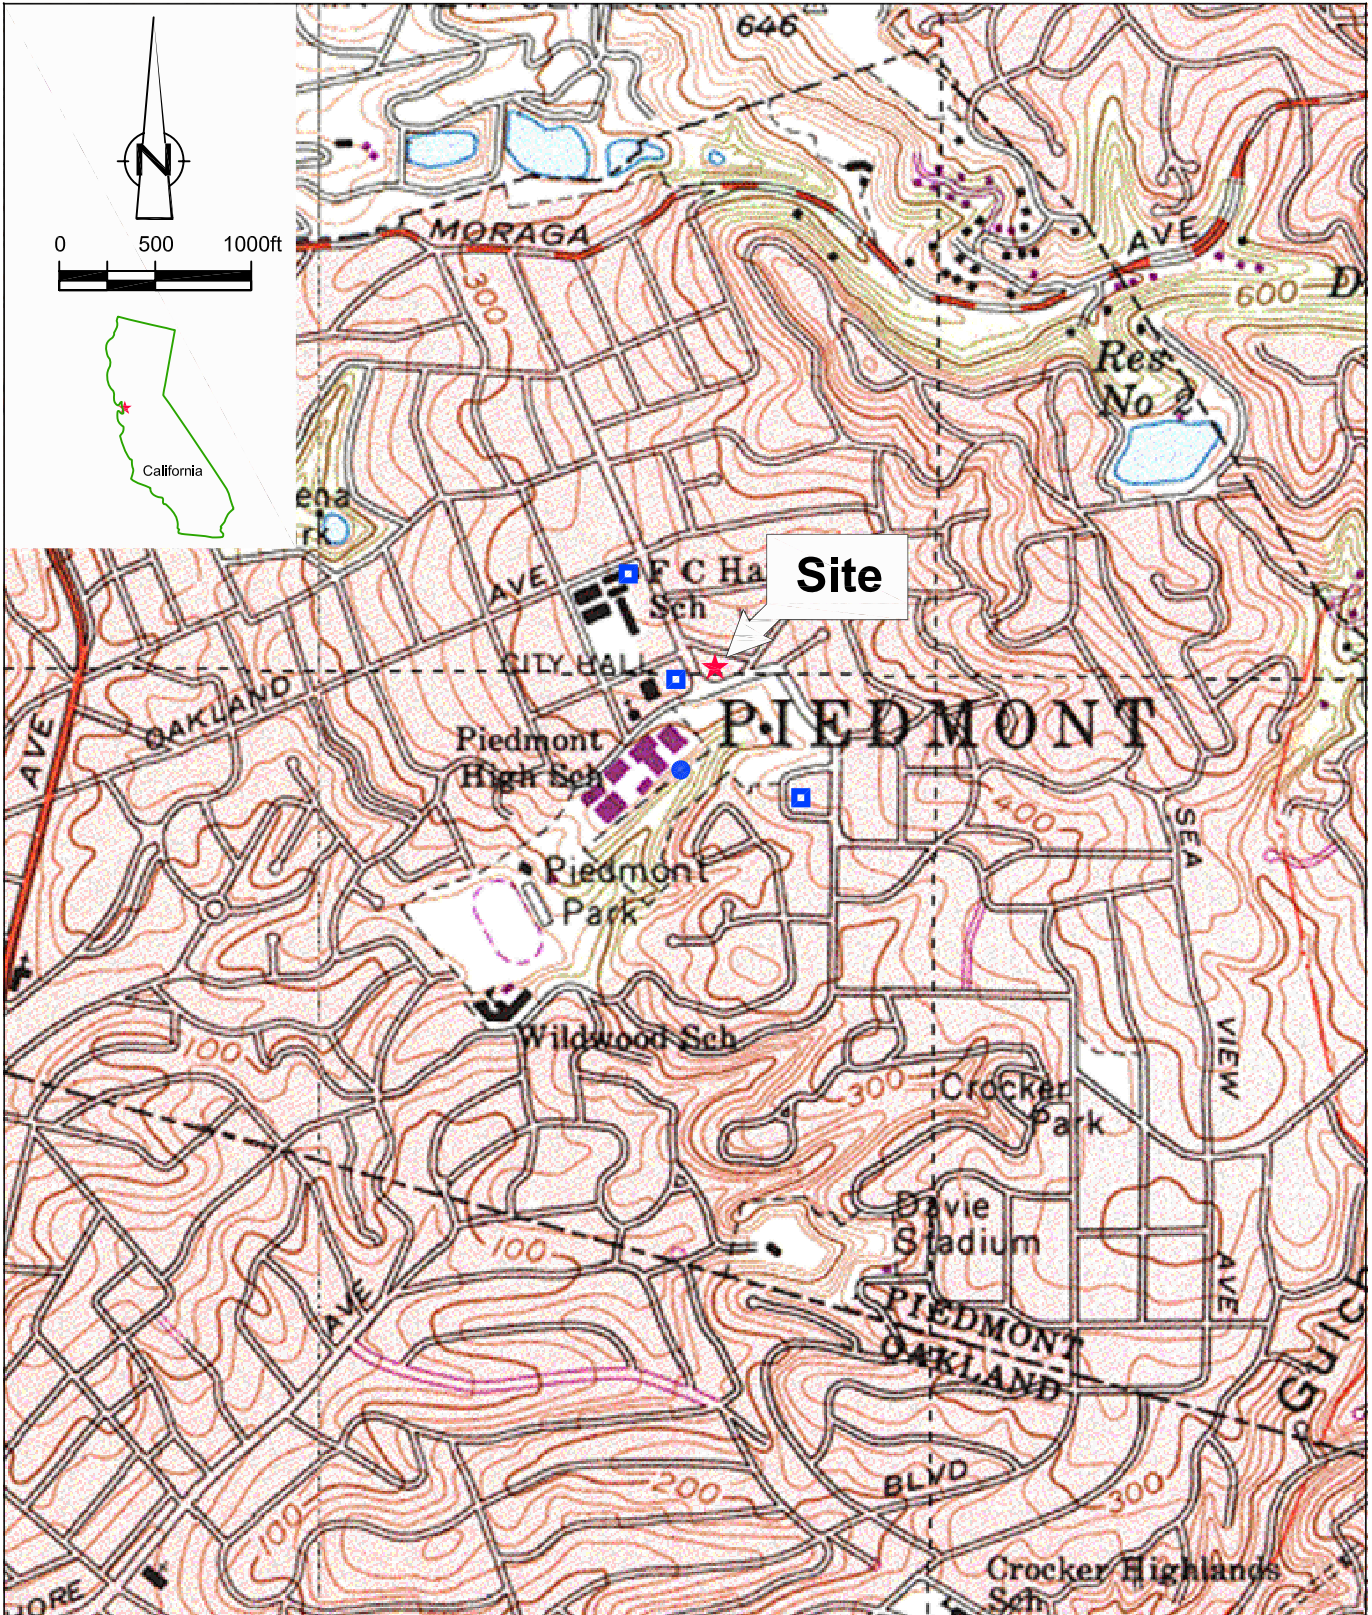 646
N
0 500 1000ft
California
MORAGA
AVE
300
600
Res
No 2
AVE
F C Ha
Sch
Site
CITY HALL
OAKLAND
AVE
PIEDMONT
Piedmont
High Sch
400
SEA
Piedmont
Park
Wildwood Sch
100
VIEW
300
Crocker
Park
Davie
Stadium
100
AVE
AVE
PIEDMONT
OAKLAND
Gulch
BLVD
200
300
100
Crocker Highlands
Sch